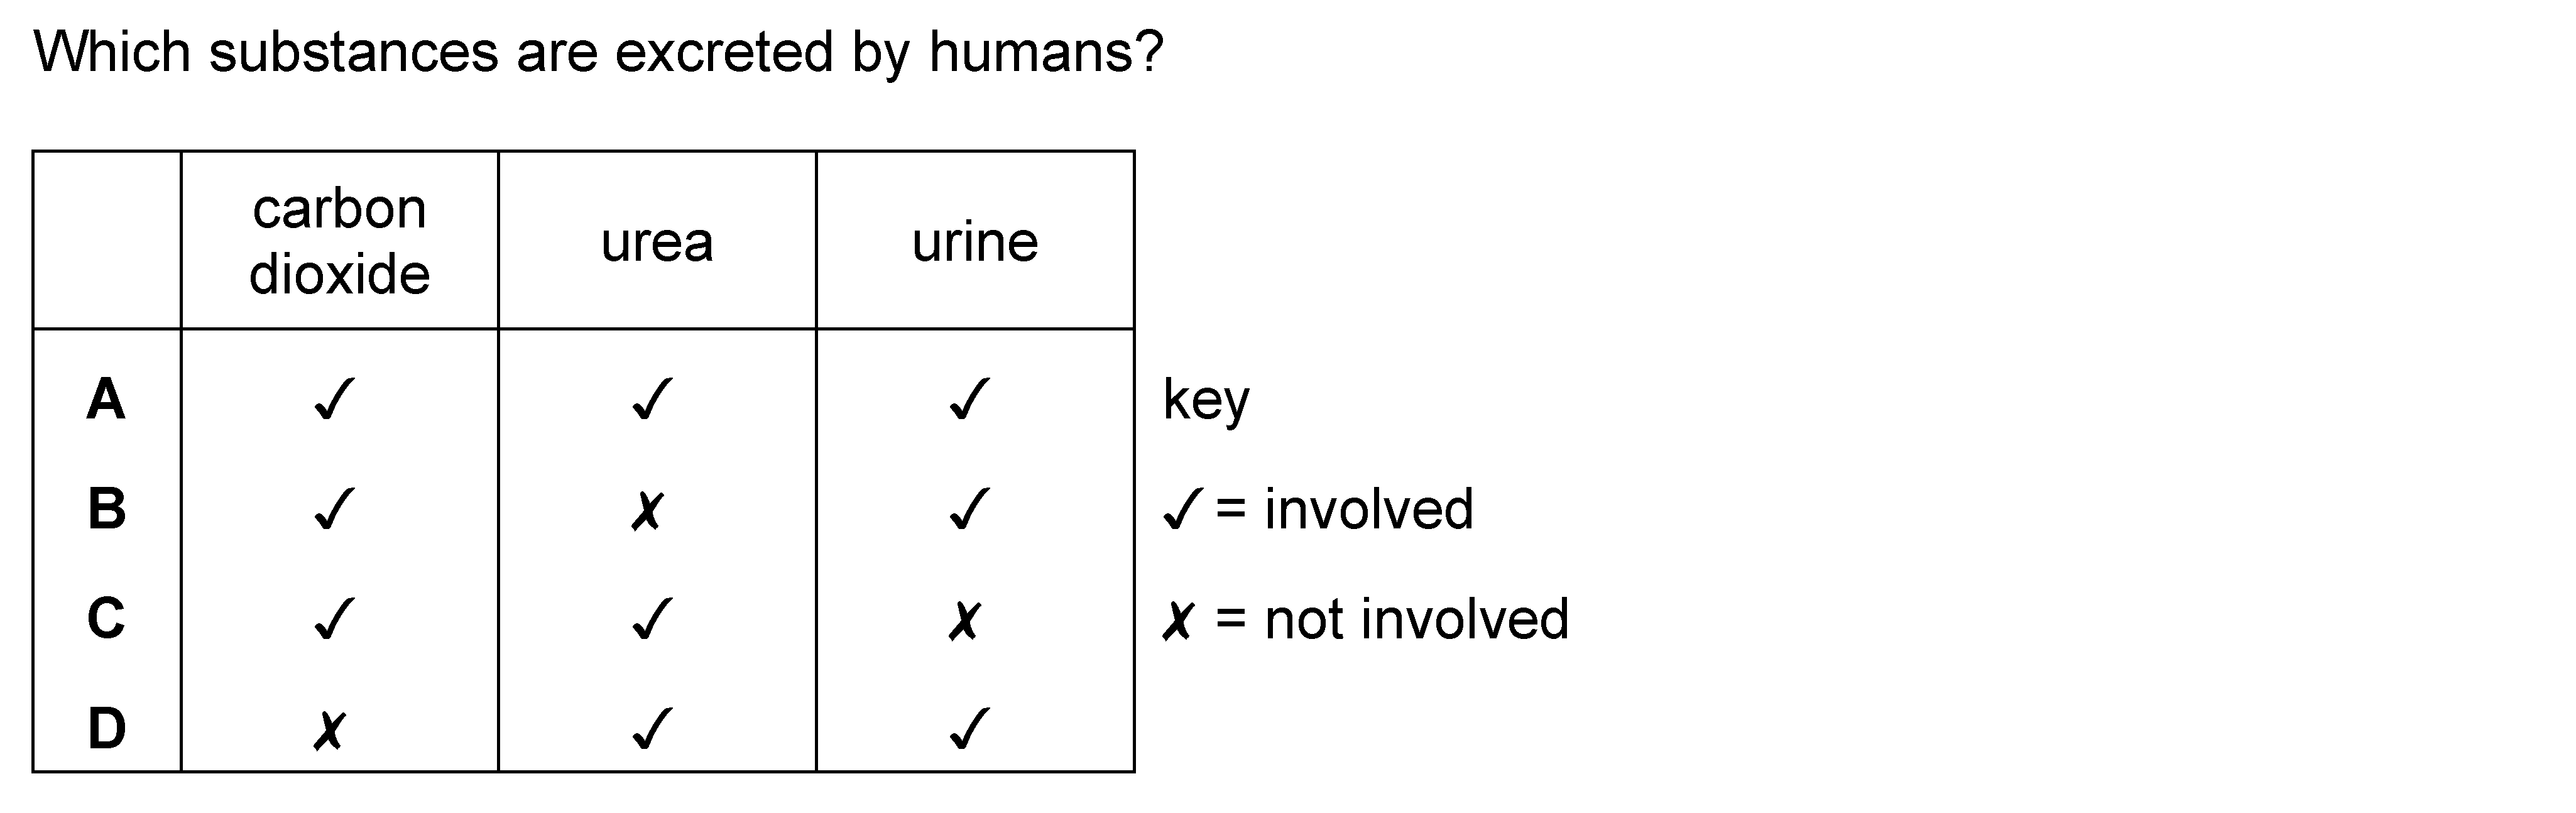 Which substances are excreted by humans?
carbon dioxide urea urine
A ✓ ✓ ✓ key
B ✓ ✗ ✓ ✓ = involved
C ✓ ✓ ✗ ✗ = not involved
D ✗ ✓ ✓